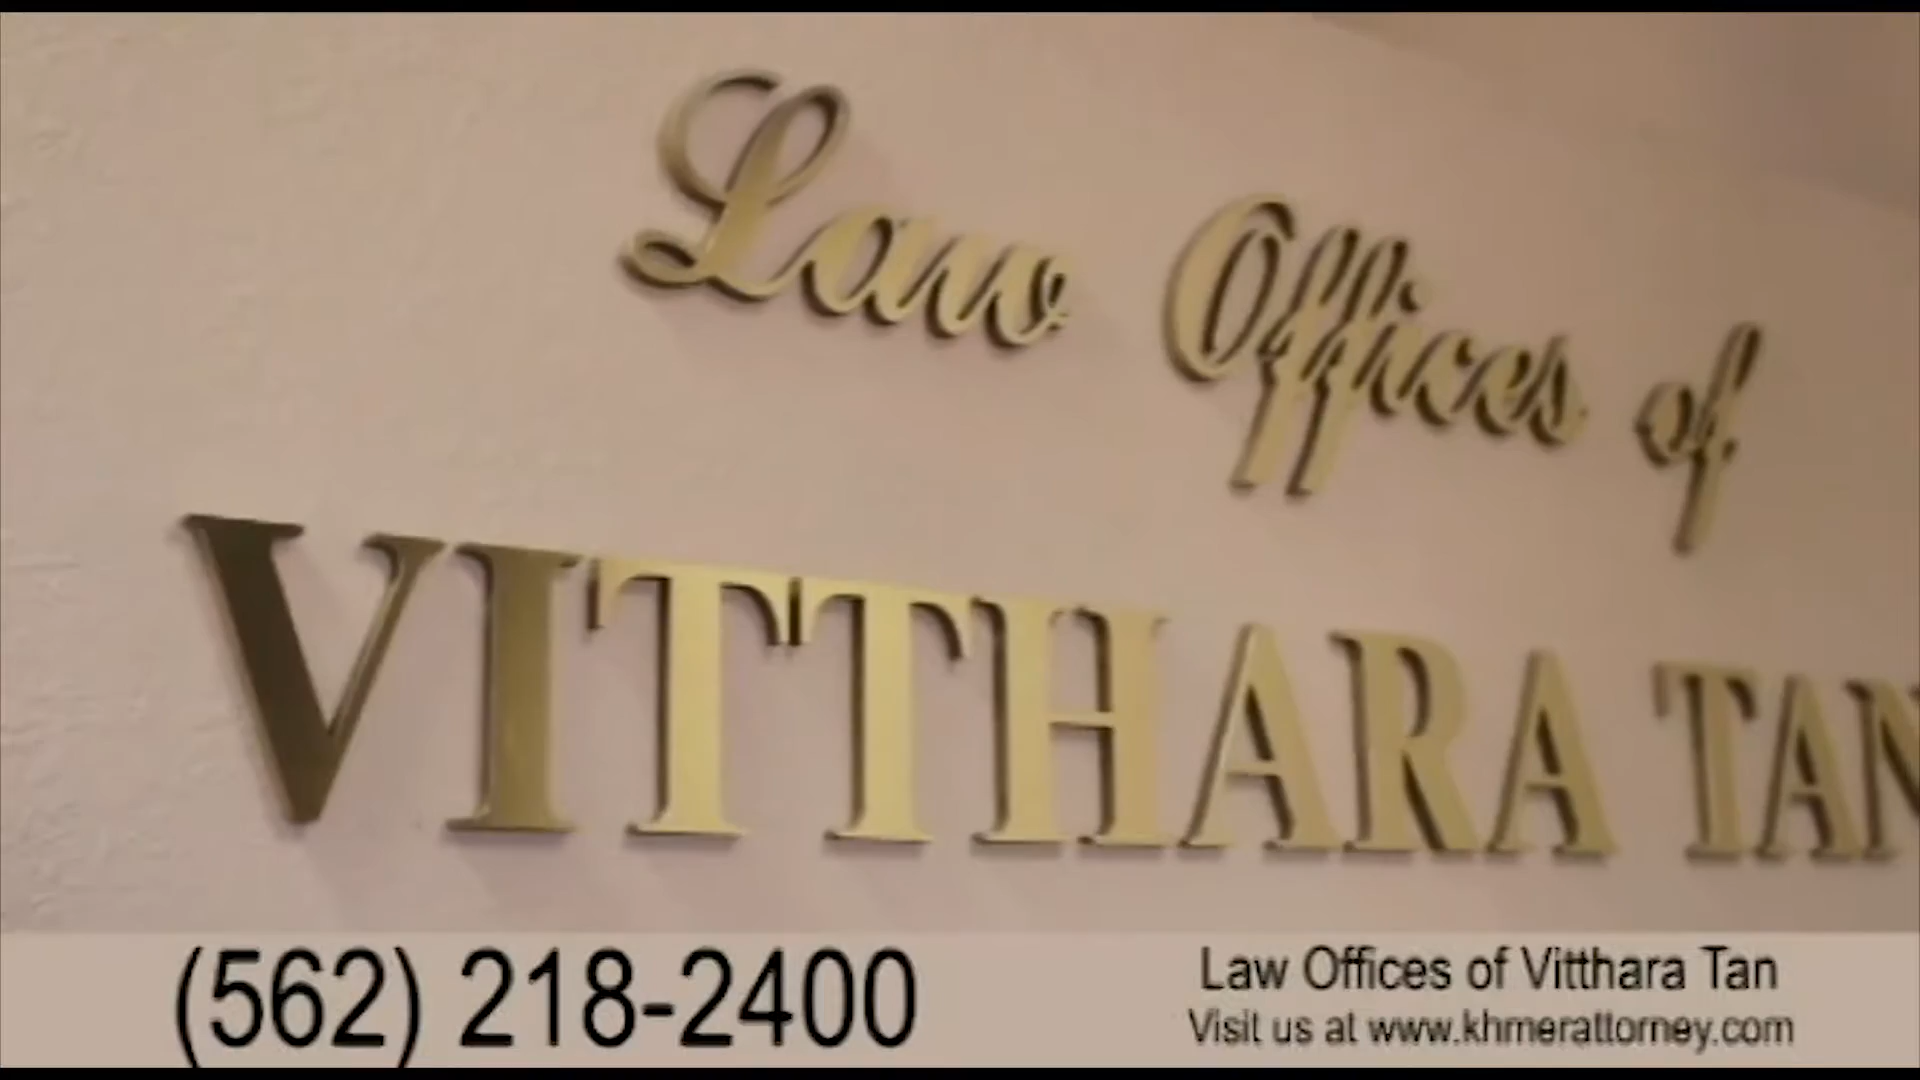 Law Offices of
VITTHARA TAN
(562) 218-2400
Law Offices of Vitthara Tan
Visit us at www.khmerattorney.com